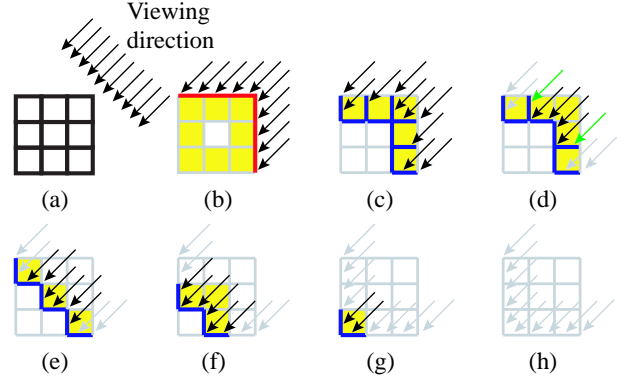 Viewing
direction
(a)
(b)
(c)
(d)
(e)
(f)
(g)
(h)